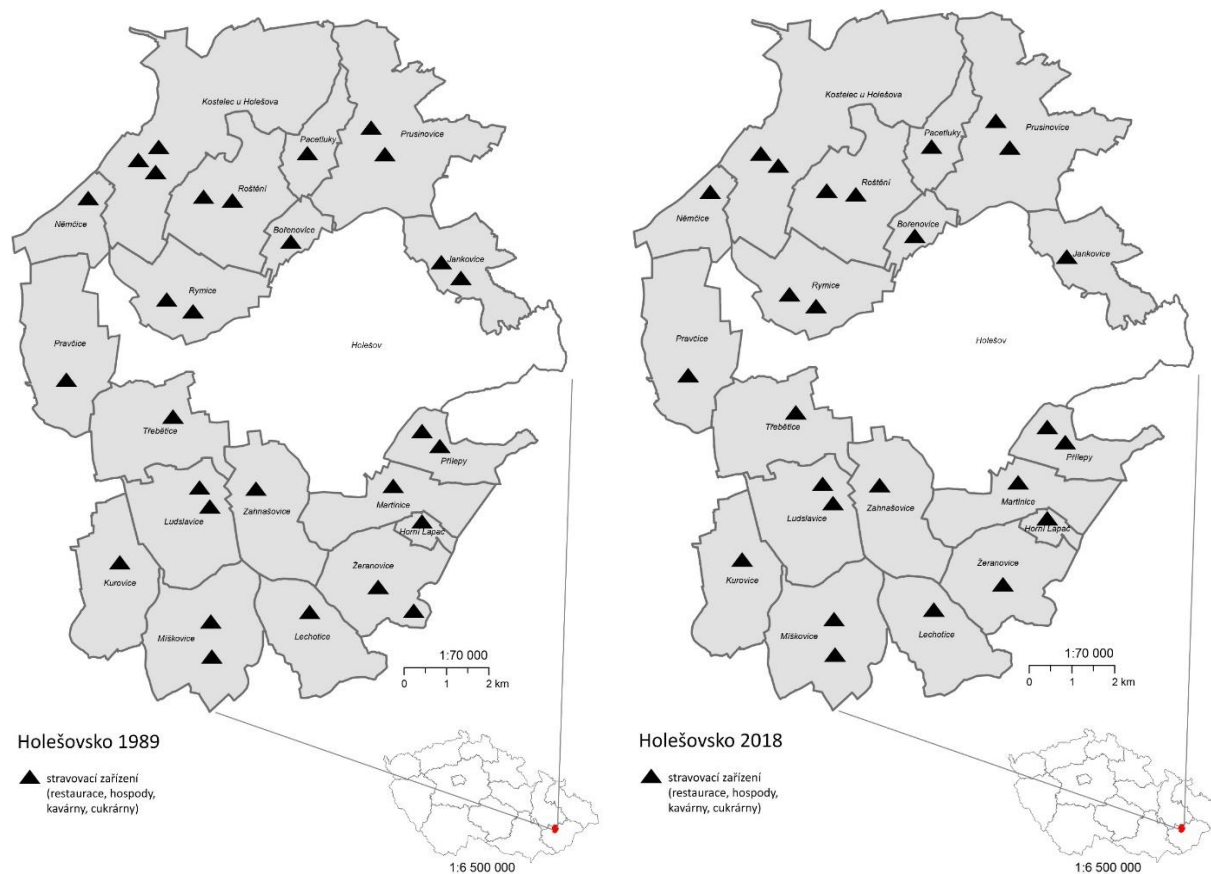 Kostelec u Holešova
Prusinovice
Pacetluky
Roštění
Němčice
Bořenovice
Jankovice
Rymice
Pravčice
Holešov
Třebětice
Přílepy
Martinice
Ludslavice
Zahnašovice
Horní Lapač
Kurovice
Žeranovice
Míškovice
Lechotice
1:70 000
0 1 2 km
Holešovsko 1989
stravovací zařízení
(restaurace, hospody,
kavárny, cukrárny)
1:6 500 000
Kostelec u Holešova
Prusinovice
Pacetluky
Roštění
Němčice
Bořenovice
Jankovice
Rymice
Pravčice
Holešov
Třebětice
Přílepy
Martinice
Ludslavice
Zahnašovice
Horní Lapač
Kurovice
Žeranovice
Míškovice
Lechotice
1:70 000
0 1 2 km
Holešovsko 2018
stravovací zařízení
(restaurace, hospody,
kavárny, cukrárny)
1:6 500 000